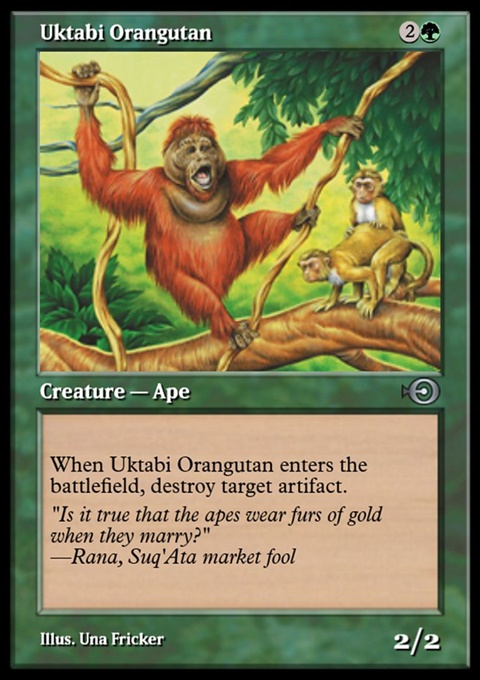 Uktabi Orangutan 2
Creature — Ape
When Uktabi Orangutan enters the
battlefield, destroy target artifact.
"Is it true that the apes wear furs of gold
when they marry?"
—Rana, Suq'Ata market fool
Illus. Una Fricker 2/2